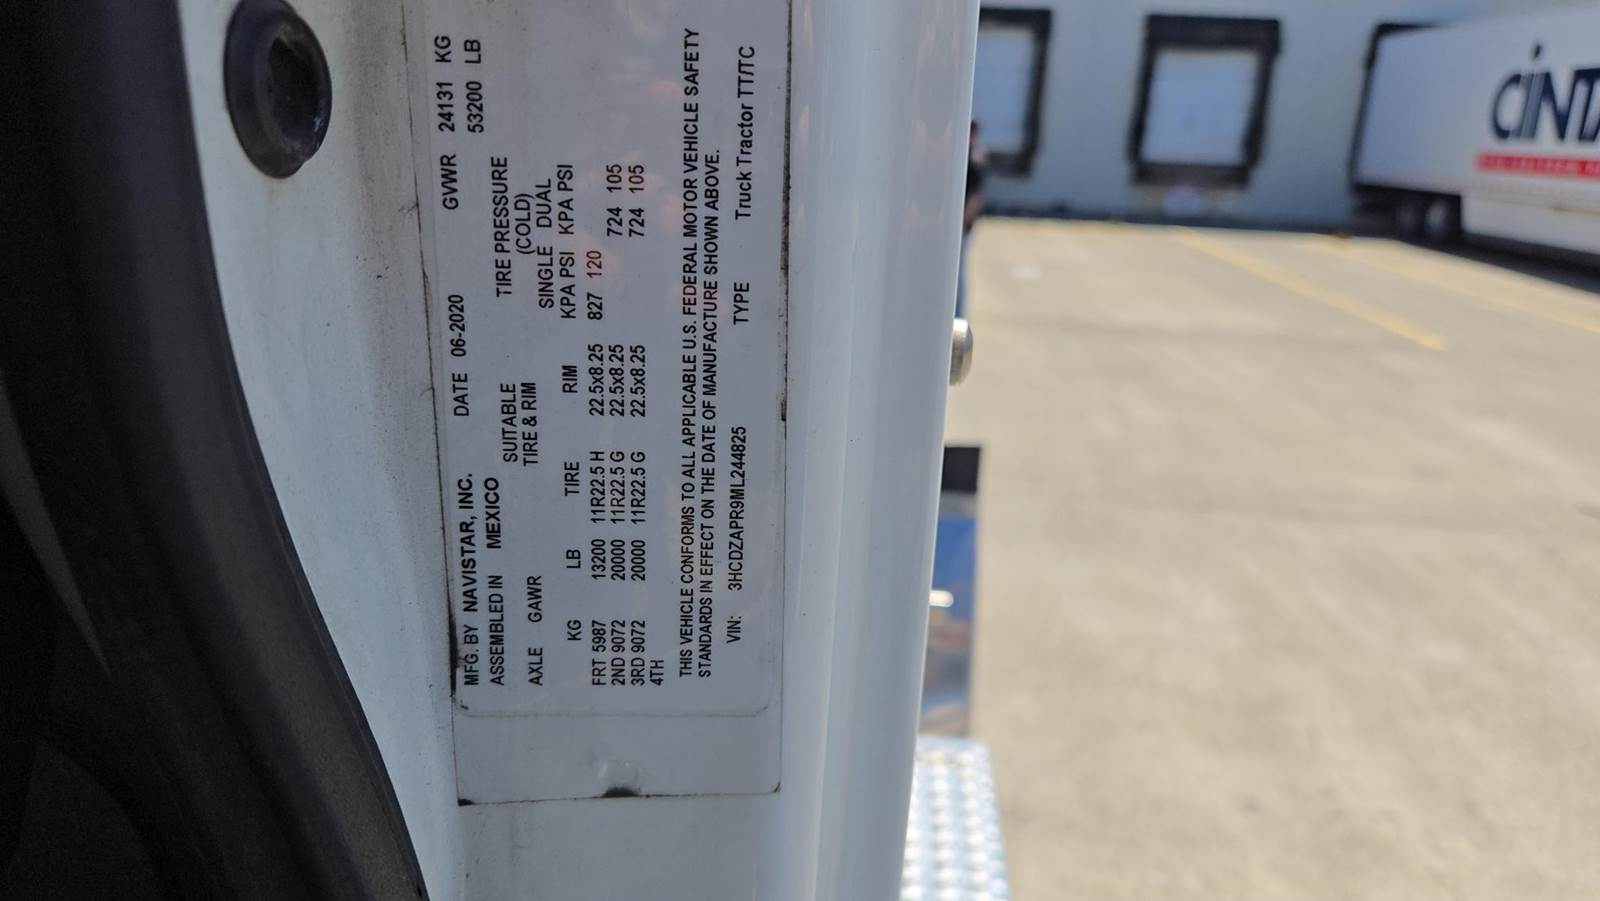 MFG. BY NAVISTAR, INC. DATE 06-2020 GVWR 24131 KG
53200 LB
ASSEMBLED IN MEXICO
SUITABLE TIRE PRESSURE
AXLE GAWR TIRE & RIM (COLD)
SINGLE DUAL
KG LB TIRE RIM KPA PSI KPA PSI
FRT 5987 13200 11R22.5 H 22.5x8.25 827 120
2ND 9072 20000 11R22.5 G 22.5x8.25 724 105
3RD 9072 20000 11R22.5 G 22.5x8.25 724 105
4TH
THIS VEHICLE CONFORMS TO ALL APPLICABLE U.S. FEDERAL MOTOR VEHICLE SAFETY
STANDARDS IN EFFECT ON THE DATE OF MANUFACTURE SHOWN ABOVE.
VIN: 3HCDZAPR9ML244825 TYPE Truck Tractor TT/TC
CINTA